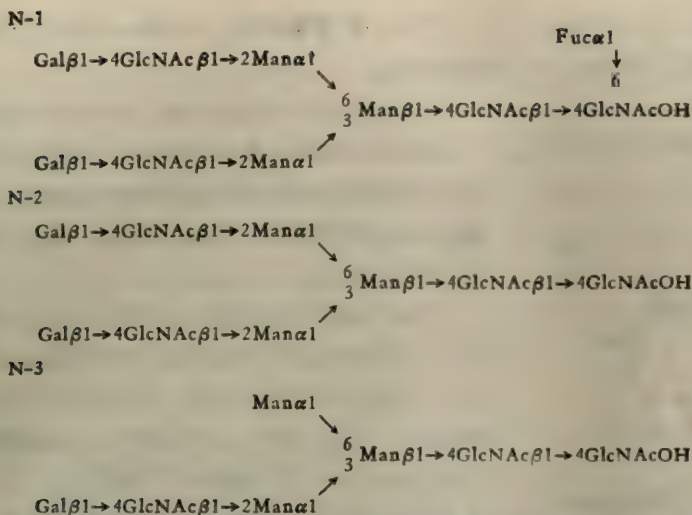 N-1
Fucα1
↓
Galβ1→4GlcNAcβ1→2Manα1
6
6
3 Manβ1→4GlcNAcβ1→4GlcNAcOH
Galβ1→4GlcNAcβ1→2Manα1
N-2
Galβ1→4GlcNAcβ1→2Manα1
6
3 Manβ1→4GlcNAcβ1→4GlcNAcOH
Galβ1→4GlcNAcβ1→2Manα1
N-3
Manα1
6
3 Manβ1→4GlcNAcβ1→4GlcNAcOH
Galβ1→4GlcNAcβ1→2Manα1